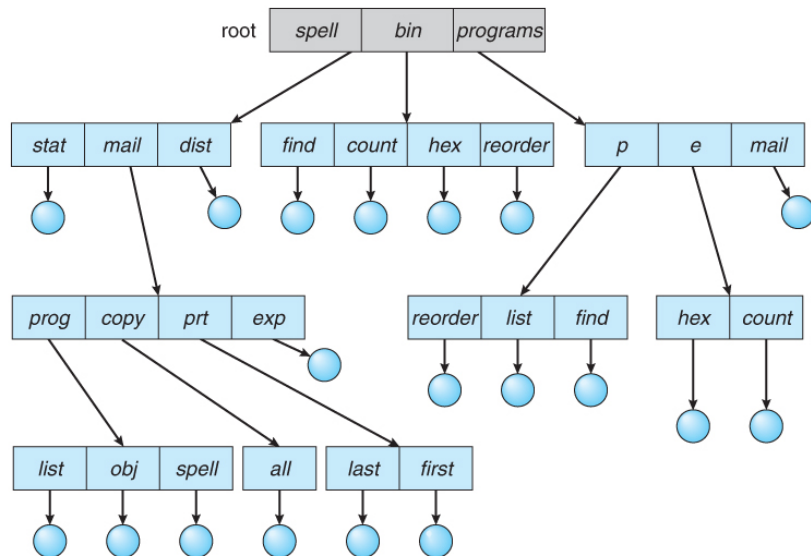 root spell bin programs
stat mail dist find count hex reorder p e mail
prog copy prt exp reorder list find hex count
list obj spell all last first